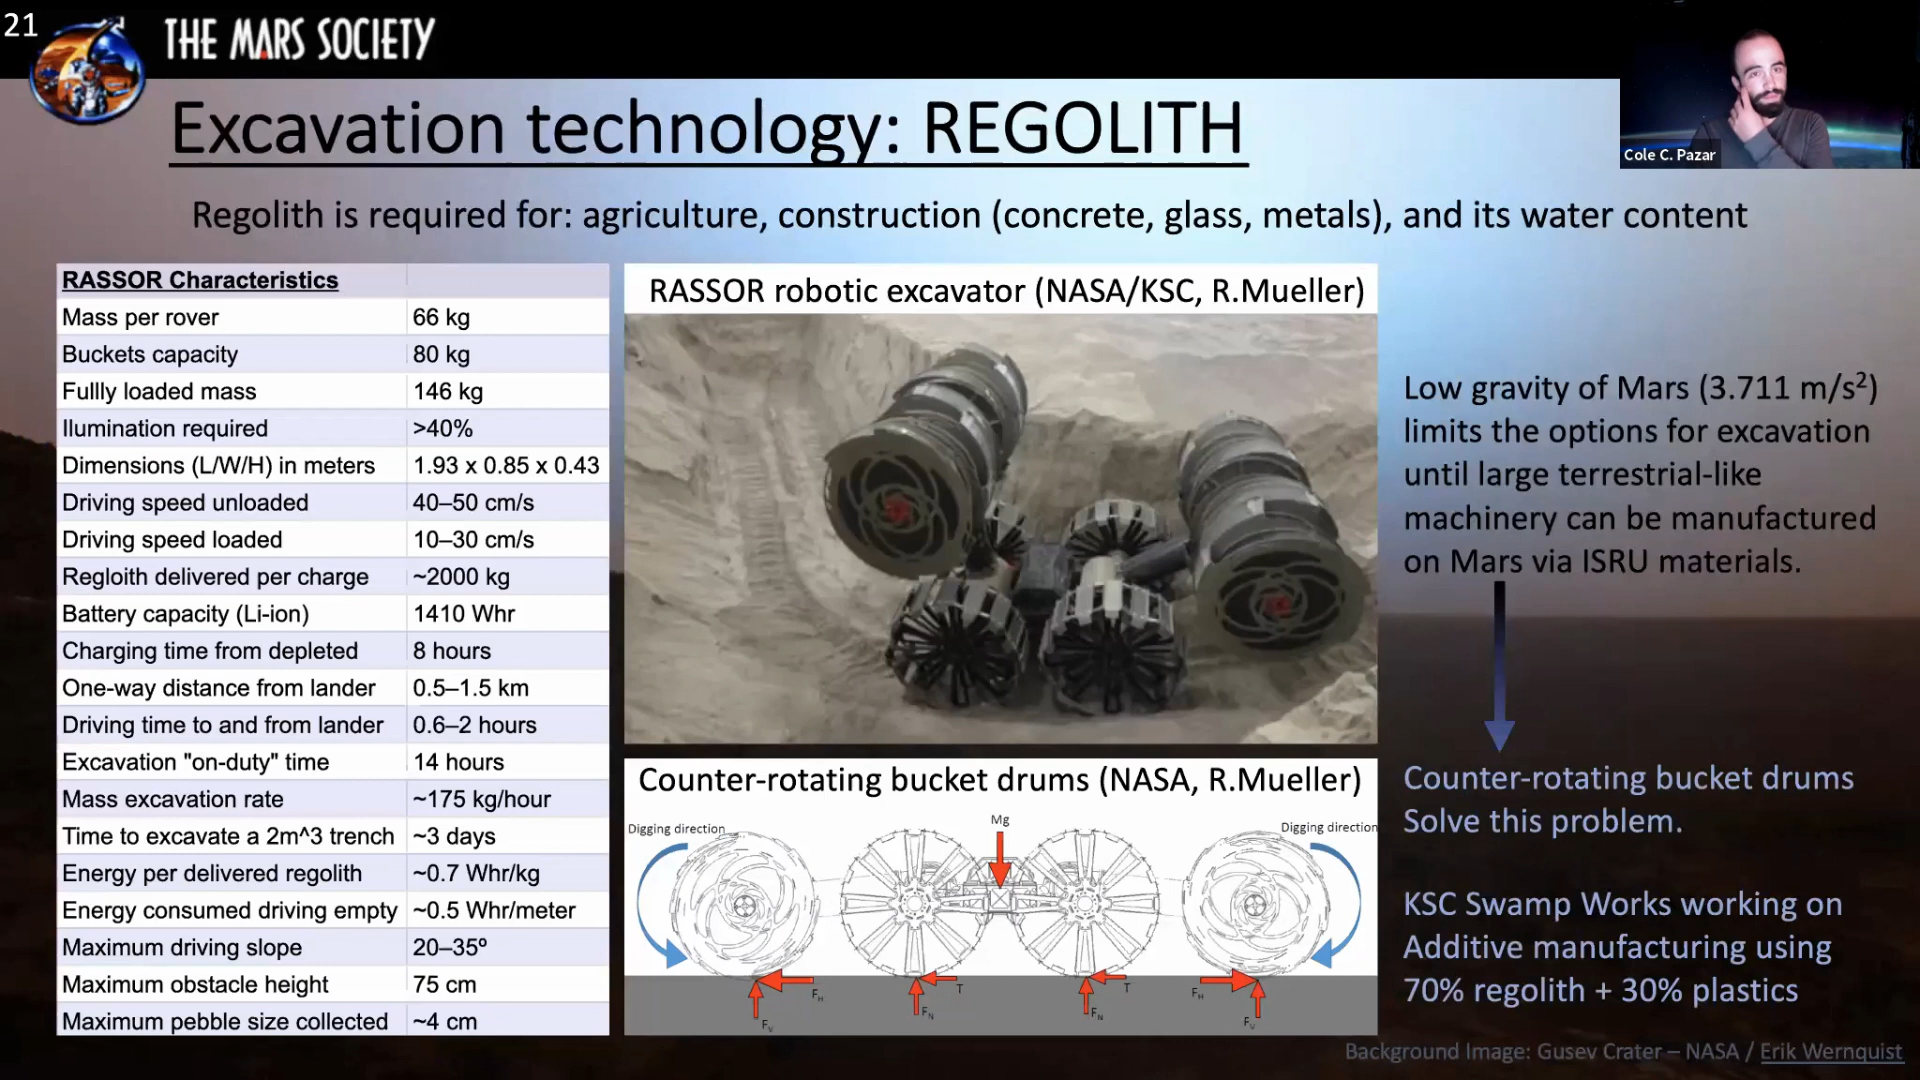 21
THE MARS SOCIETY
Cole C. Pazar
Excavation technology: REGOLITH
Regolith is required for: agriculture, construction (concrete, glass, metals), and its water content
RASSOR Characteristics
Mass per rover 66 kg
Buckets capacity 80 kg
Fullly loaded mass 146 kg
Ilumination required >40%
Dimensions (L/W/H) in meters 1.93 x 0.85 x 0.43
Driving speed unloaded 40–50 cm/s
Driving speed loaded 10–30 cm/s
Regloith delivered per charge ~2000 kg
Battery capacity (Li-ion) 1410 Whr
Charging time from depleted 8 hours
One-way distance from lander 0.5–1.5 km
Driving time to and from lander 0.6–2 hours
Excavation "on-duty" time 14 hours
Mass excavation rate ~175 kg/hour
Time to excavate a 2m^3 trench ~3 days
Energy per delivered regolith ~0.7 Whr/kg
Energy consumed driving empty ~0.5 Whr/meter
Maximum driving slope 20–35º
Maximum obstacle height 75 cm
Maximum pebble size collected ~4 cm
RASSOR robotic excavator (NASA/KSC, R.Mueller)
Counter-rotating bucket drums (NASA, R.Mueller)
Digging direction
Mg
Digging direction
F_H
T
T
F_H
F_V
F_N
F_N
F_V
Low gravity of Mars (3.711 m/s²)
limits the options for excavation
until large terrestrial-like
machinery can be manufactured
on Mars via ISRU materials.
Counter-rotating bucket drums
Solve this problem.
KSC Swamp Works working on
Additive manufacturing using
70% regolith + 30% plastics
Background Image: Gusev Crater – NASA / Erik Wernquist